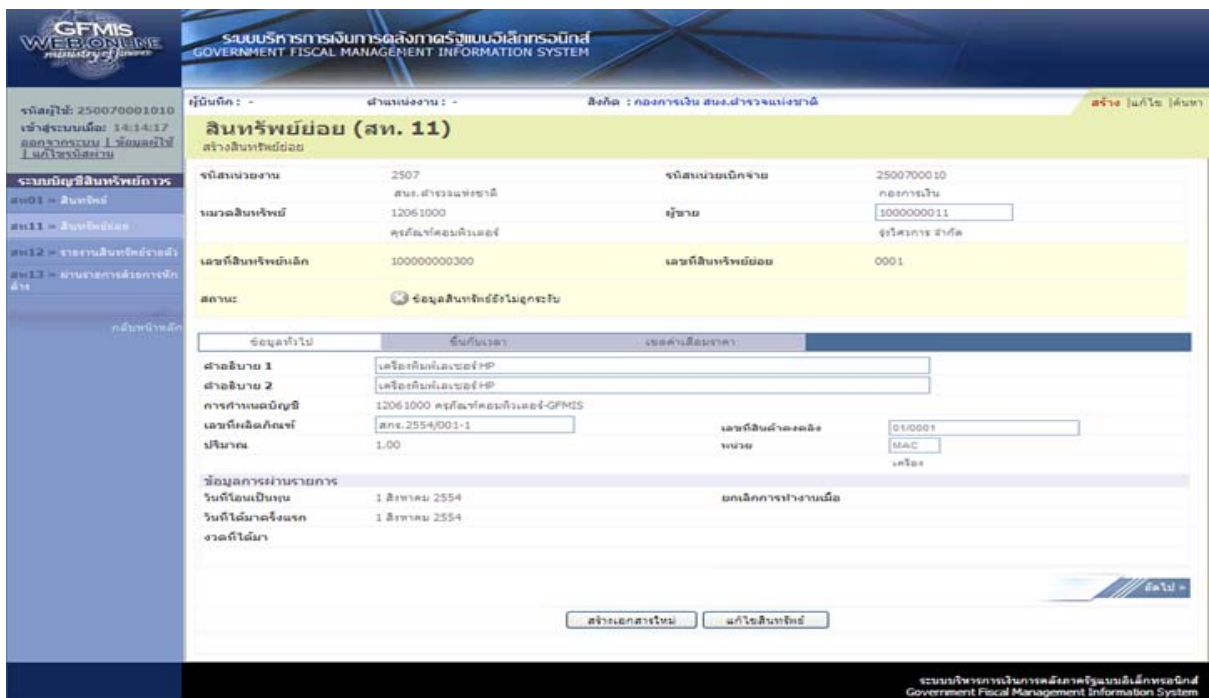 GFMIS
WEB ONLINE
ministry of finance
ระบบบริหารการเงินการคลังภาครัฐแบบอิเล็กทรอนิกส์
GOVERNMENT FISCAL MANAGEMENT INFORMATION SYSTEM
รหัสผู้ใช้: 250070001010
เข้าสู่ระบบเมื่อ: 14:14:17
ออกจากระบบ | ข้อมูลผู้ใช้
| แก้ไขรหัสผ่าน
ระบบบัญชีสินทรัพย์ถาวร
สท01 » สินทรัพย์
สท11 » สินทรัพย์ย่อย
สท12 » รายงานสินทรัพย์รายตัว
สท13 » ผ่านรายการด้วยการหัก
ล้าง
กลับหน้าหลัก
ผู้บันทึก : - ตำแหน่งงาน : - สังกัด : กองการเงิน สนง.ตำรวจแห่งชาติ สร้าง |แก้ไข |ค้นหา
สินทรัพย์ย่อย (สท. 11)
สร้างสินทรัพย์ย่อย
รหัสหน่วยงาน 2507 รหัสหน่วยเบิกจ่าย 2500700010
สนง.ตำรวจแห่งชาติ กองการเงิน
หมวดสินทรัพย์ 12061000 ผู้ขาย 1000000011
ครุภัณฑ์คอมพิวเตอร์ จำกัด
เลขที่สินทรัพย์หลัก 100000000300 เลขที่สินทรัพย์ย่อย 0001
สถานะ ข้อมูลสินทรัพย์ยังไม่ถูกระงับ
ข้อมูลทั่วไป ขึ้นกับเวลา เขตค่าเสื่อมราคา
คำอธิบาย 1 เครื่องพิมพ์เลเซอร์ HP
คำอธิบาย 2 เครื่องพิมพ์เลเซอร์ HP
การกำหนดบัญชี 12061000 ครุภัณฑ์คอมพิวเตอร์-GFMIS
เลขที่ผลิตภัณฑ์ สกธ.2554/001-1 เลขที่สินค้าคงคลัง 01/0001
ปริมาณ 1.00 หน่วย MAC
เครื่อง
ข้อมูลการผ่านรายการ
วันที่โอนเป็นทุน 1 สิงหาคม 2554 ยกเลิกการทำงานเมื่อ
วันที่ได้มาครั้งแรก 1 สิงหาคม 2554
งวดที่ได้มา
ถัดไป »
สร้างเอกสารใหม่ แก้ไขสินทรัพย์
ระบบบริหารการเงินการคลังภาครัฐแบบอิเล็กทรอนิกส์
Government Fiscal Management Information System